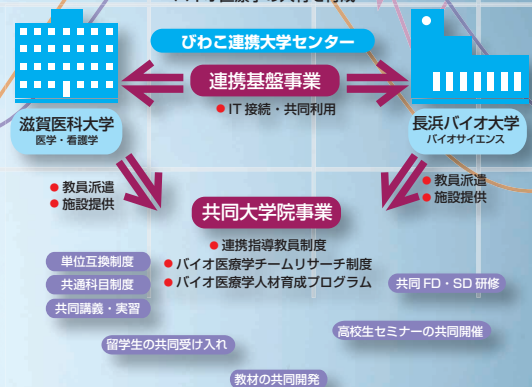 びわこ連携大学センター
連携基盤事業
● IT 接続・共同利用
滋賀医科大学
医学・看護学
長浜バイオ大学
バイオサイエンス
● 教員派遣
● 施設提供
● 教員派遣
● 施設提供
共同大学院事業
● 連携指導教員制度
● バイオ医療学チームリサーチ制度
● バイオ医療学人材育成プログラム
単位互換制度
共通科目制度
共同講義・実習
共同 FD・SD 研修
高校生セミナーの共同開催
留学生の共同受け入れ
教材の共同開発